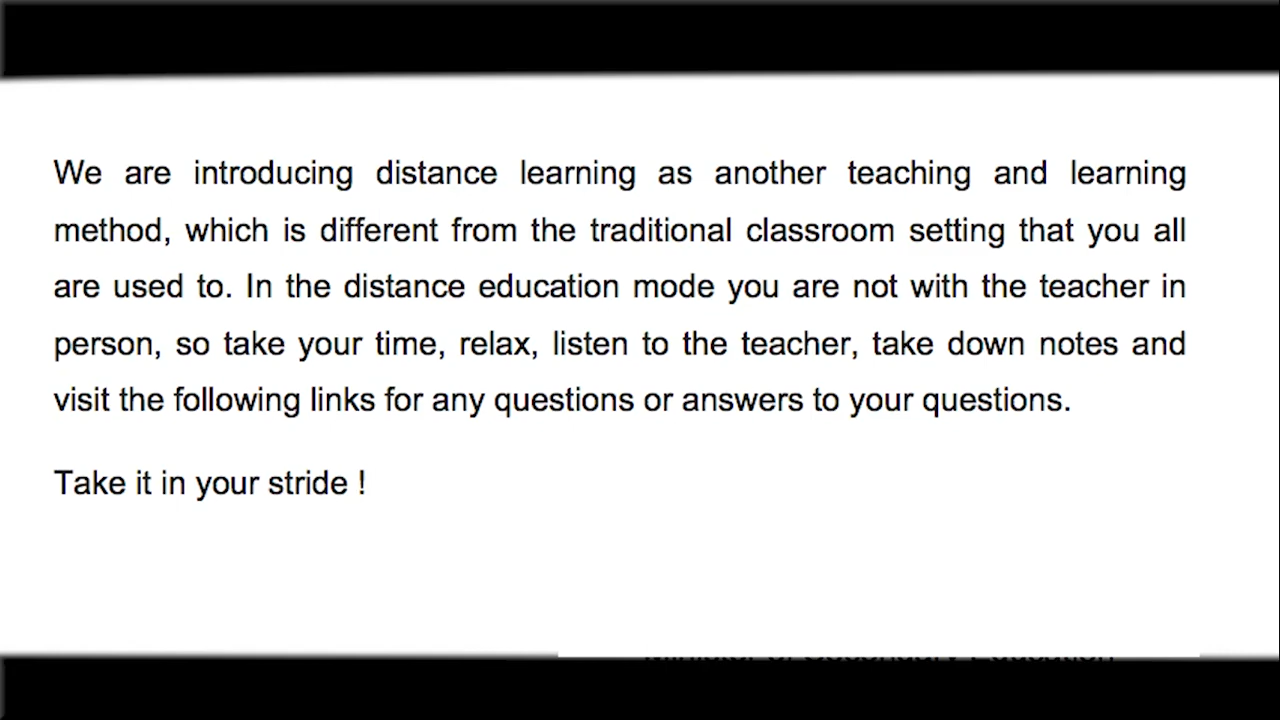 We are introducing distance learning as another teaching and learning
method, which is different from the traditional classroom setting that you all
are used to. In the distance education mode you are not with the teacher in
person, so take your time, relax, listen to the teacher, take down notes and
visit the following links for any questions or answers to your questions.
Take it in your stride !